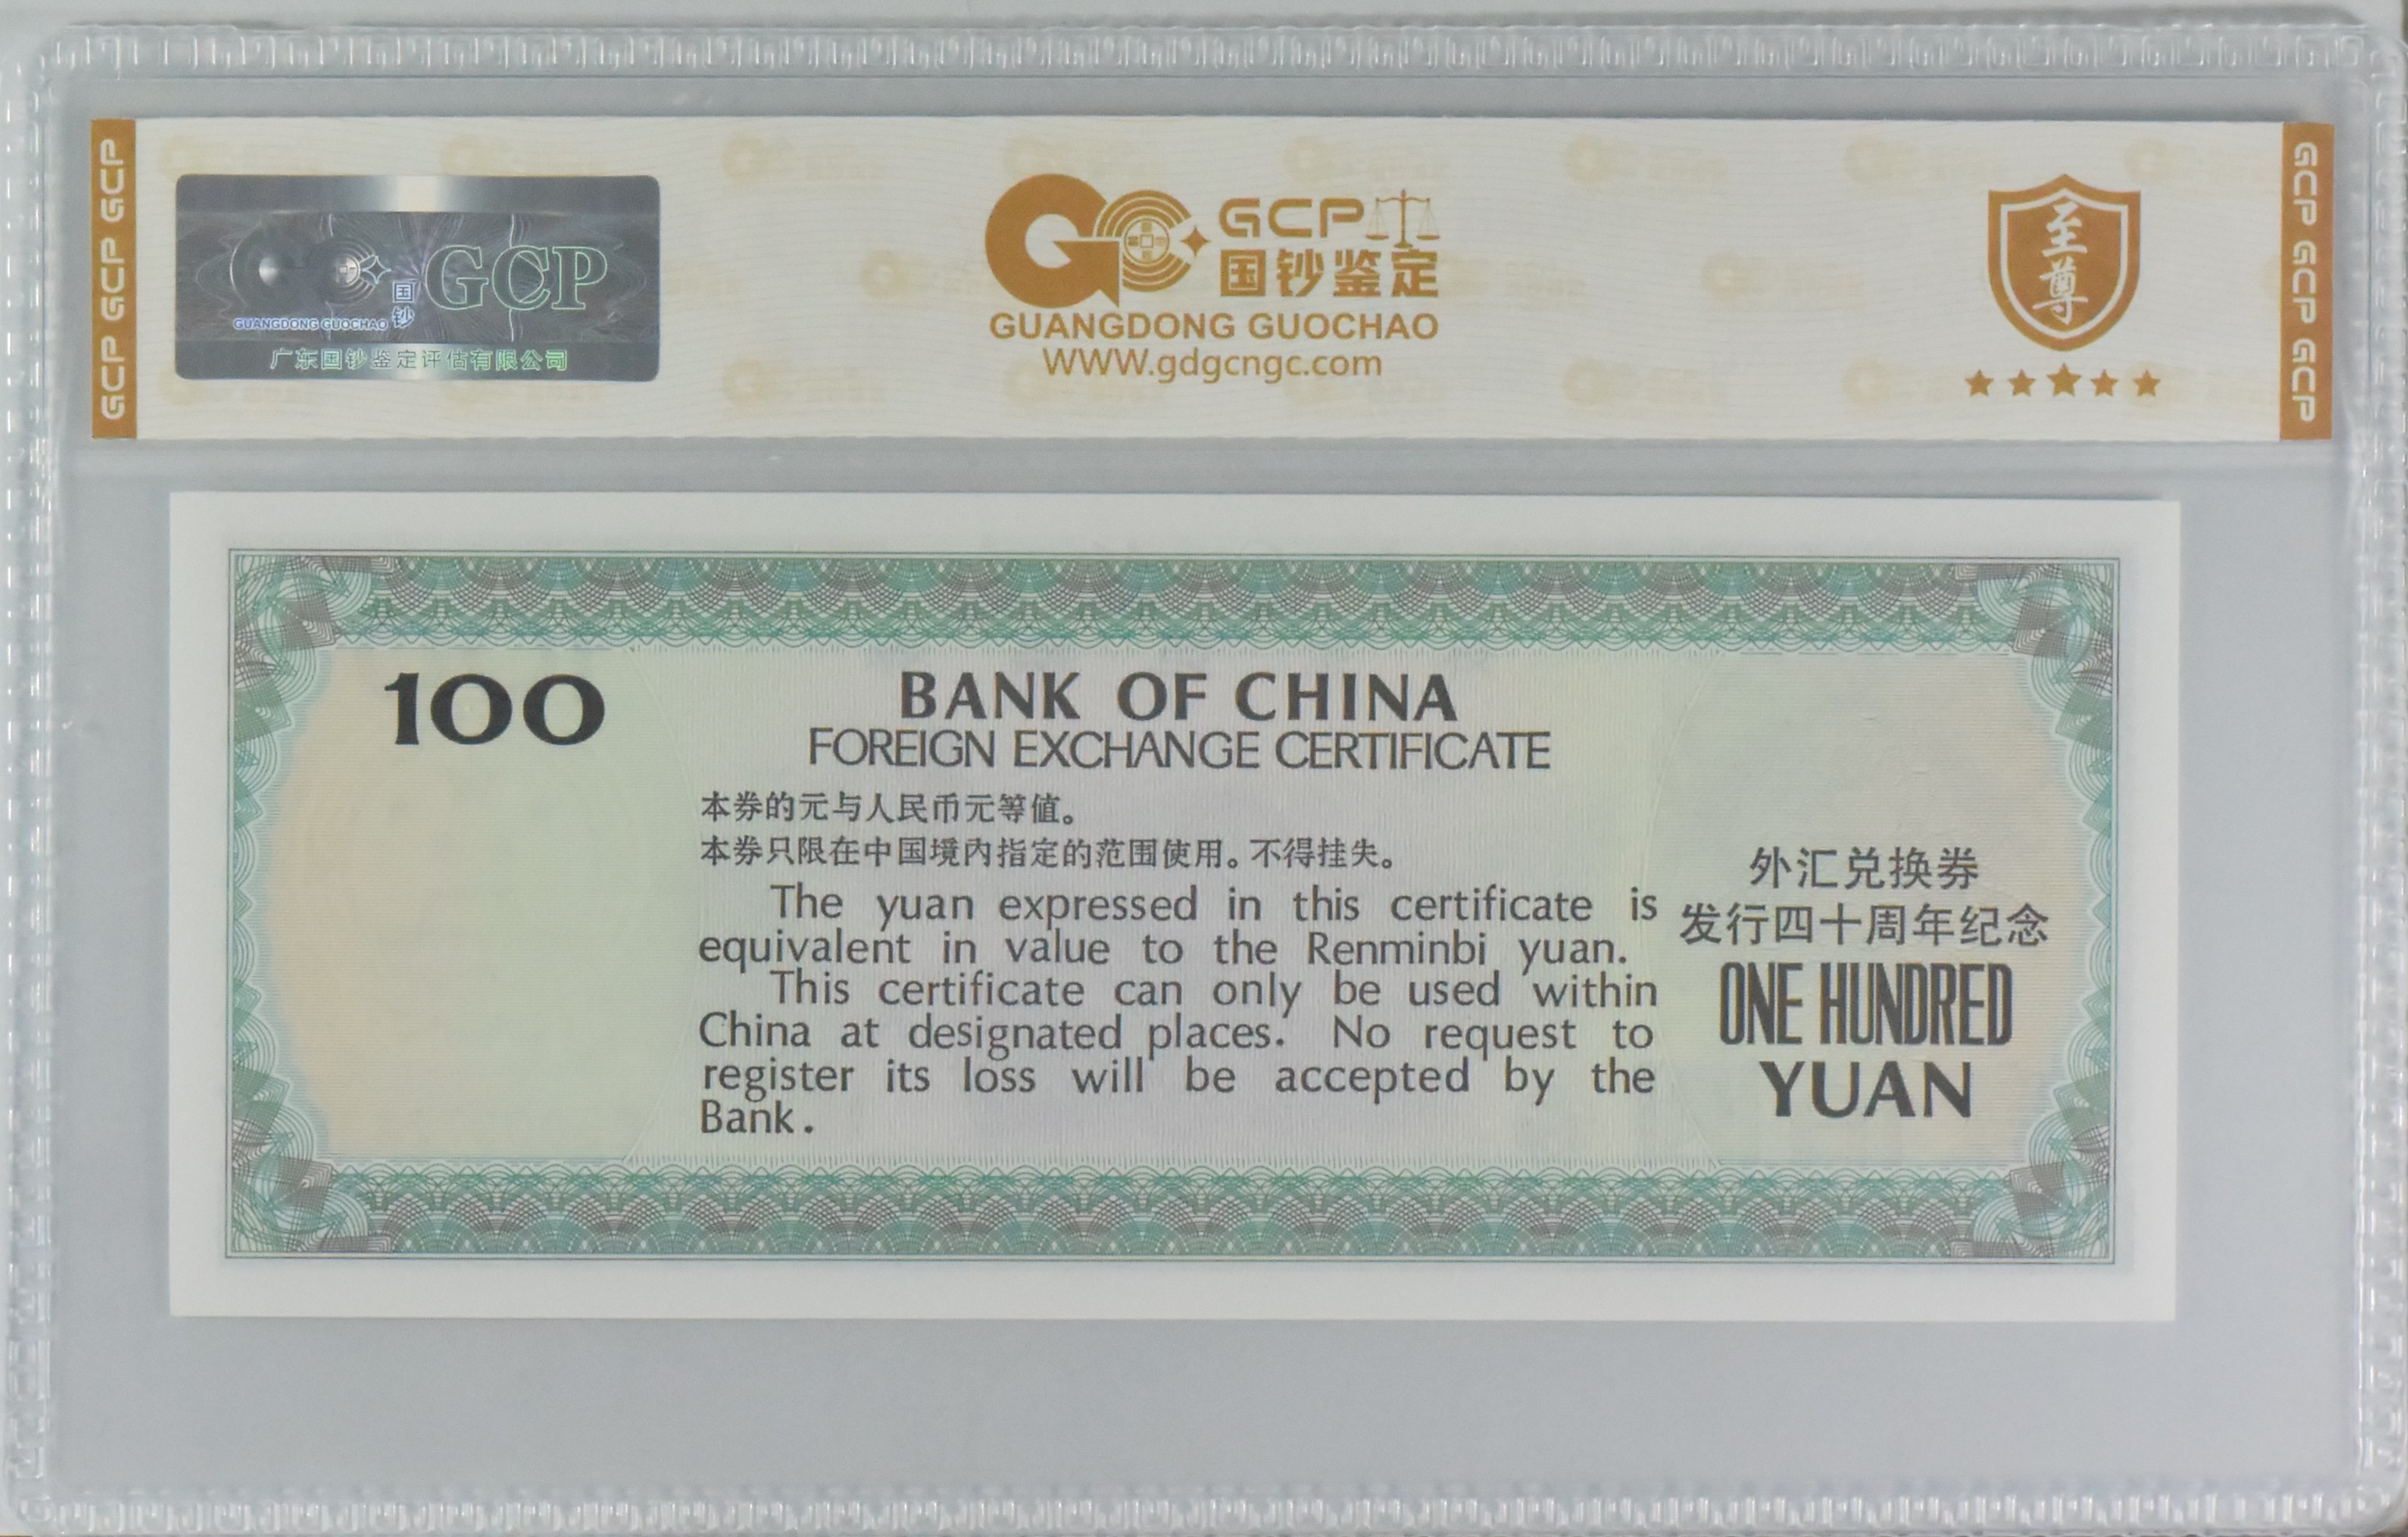 GCP GCP GCP
国钞
GCP
GUANGDONG GUOCHAO
广东国钞鉴定评估有限公司
GCP
国钞鉴定
GUANGDONG GUOCHAO
WWW.gdgcngc.com
至尊
GCP GCP GCP
100
BANK OF CHINA
FOREIGN EXCHANGE CERTIFICATE
本券的元与人民币元等值。
本券只限在中国境内指定的范围使用。不得挂失。
The yuan expressed in this certificate is
equivalent in value to the Renminbi yuan.
This certificate can only be used within
China at designated places. No request to
register its loss will be accepted by the
Bank.
外汇兑换券
发行四十周年纪念
ONE HUNDRED
YUAN